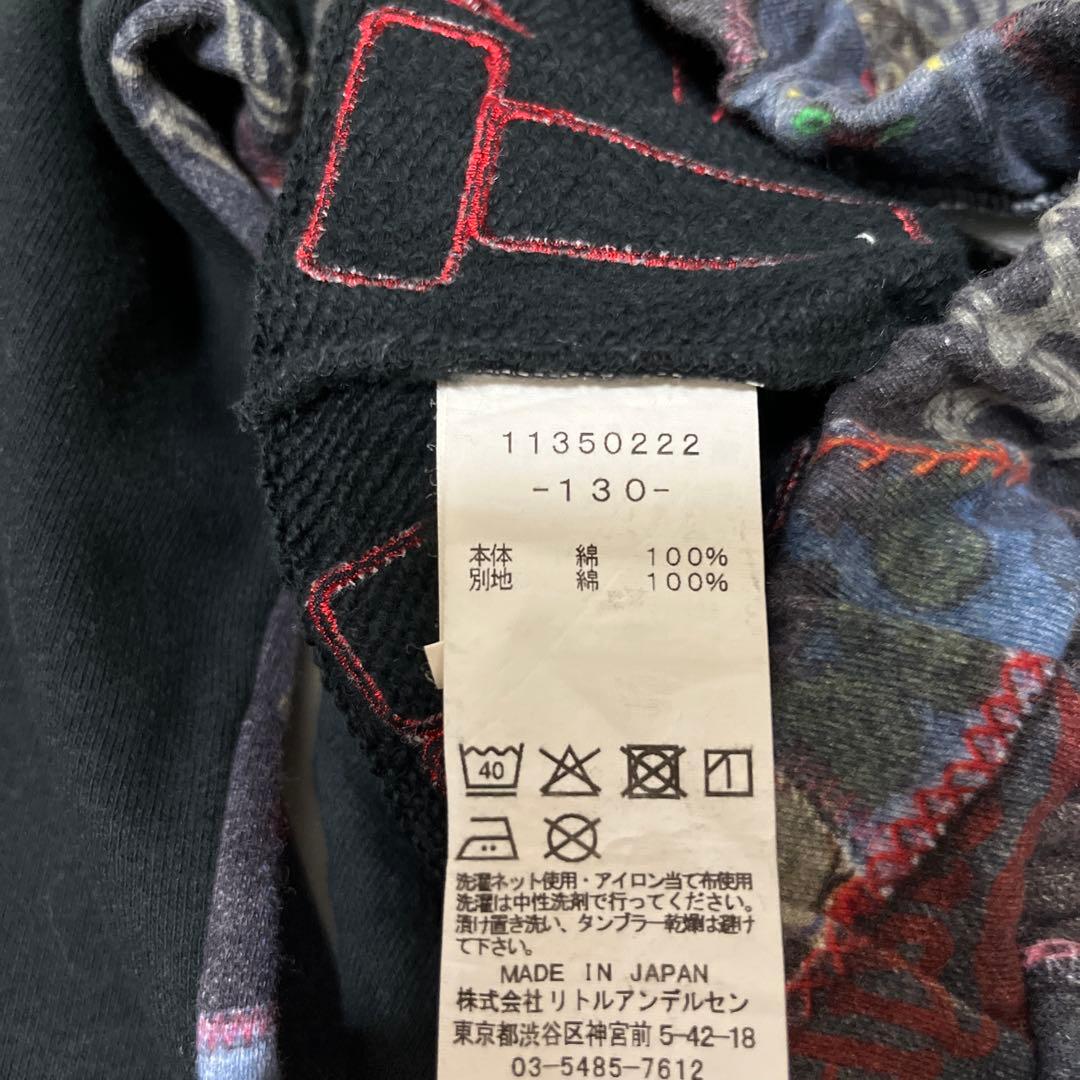 11350222
-130-
本体 綿 100%
別地 綿 100%
40
洗濯ネット使用・アイロン当て布使用
洗濯は中性洗剤で行ってください。
漬け置き洗い、タンブラー乾燥は避け
て下さい。
MADE IN JAPAN
株式会社リトルアンデルセン
東京都渋谷区神宮前5-42-18
03-5485-7612